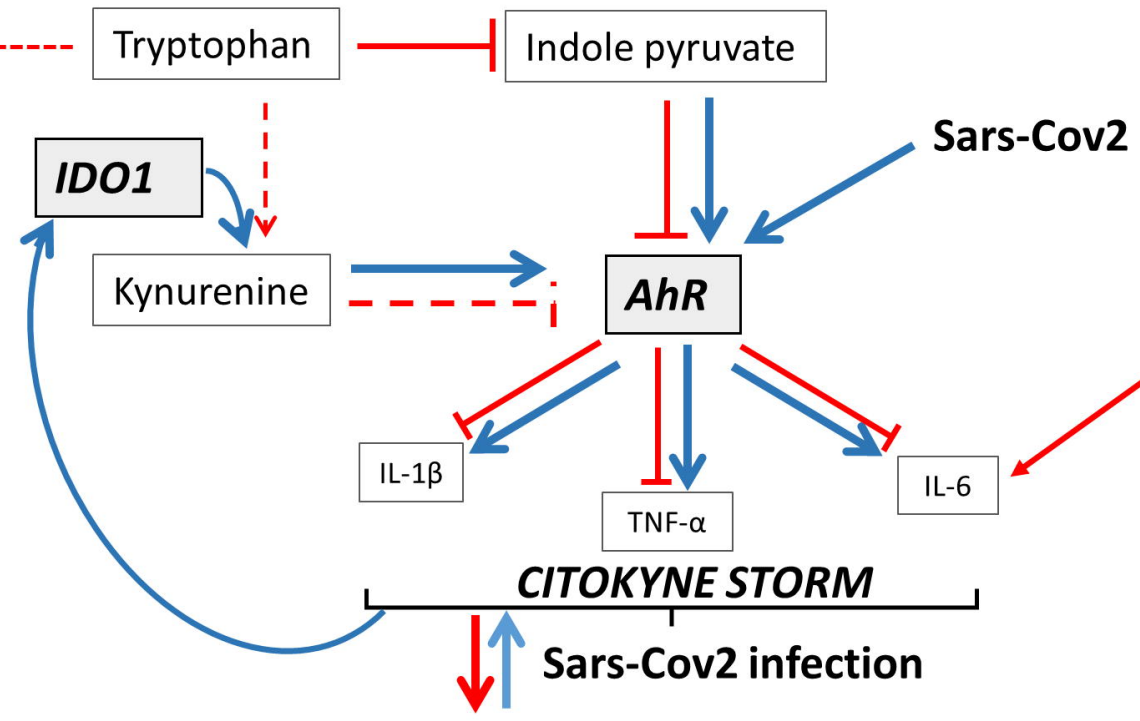 Tryptophan
Indole pyruvate
Sars-Cov2
IDO1
Kynurenine
AhR
IL-1β
IL-6
TNF-α
CITOKYNE STORM
Sars-Cov2 infection